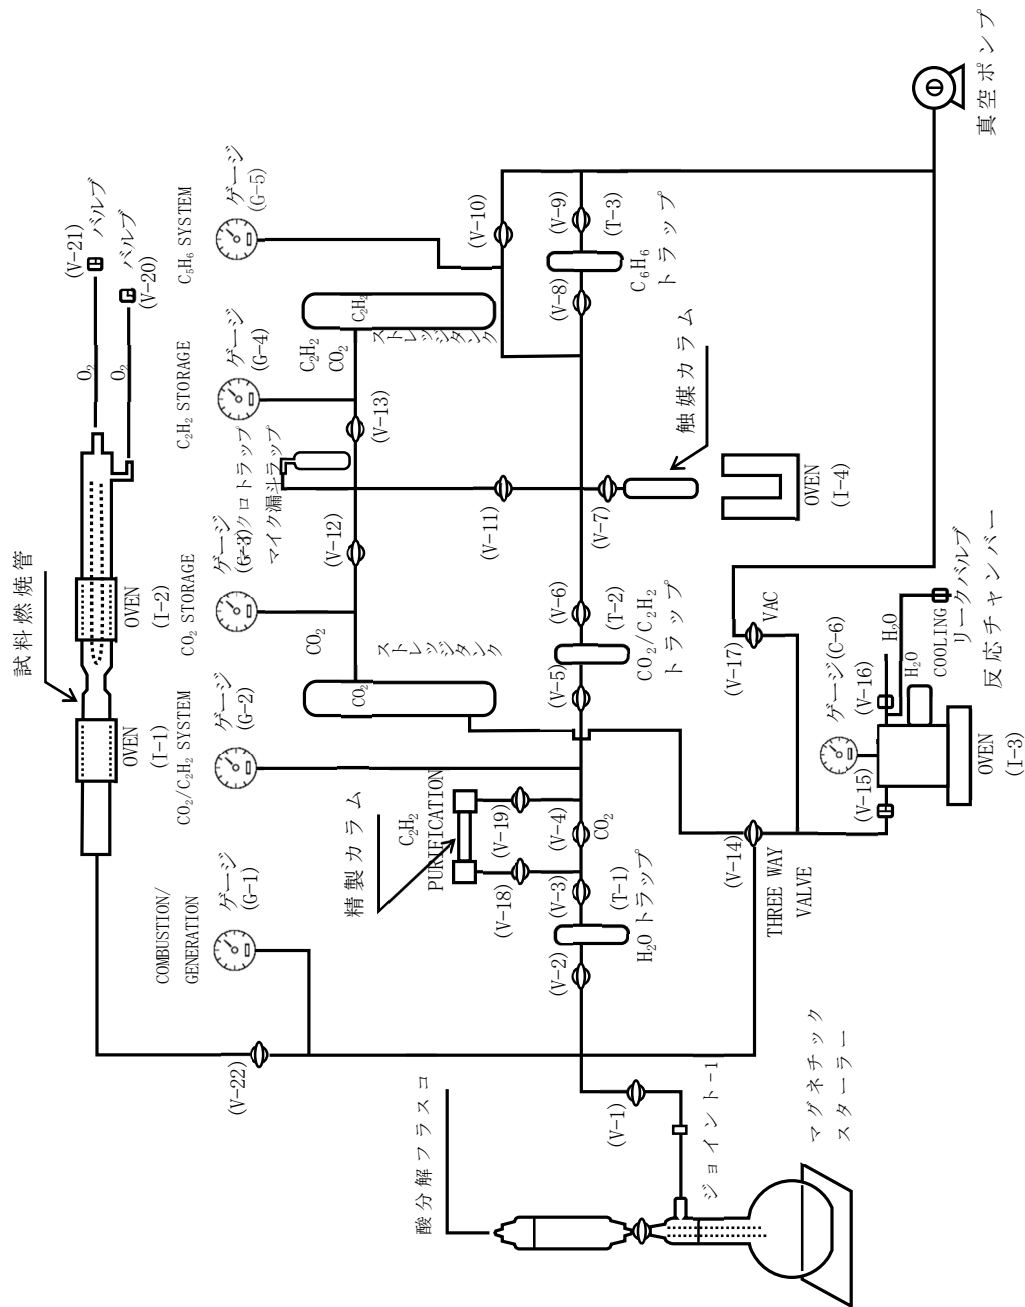 試料燃焼管
OVEN
(I-1)
OVEN
(I-2)
O₂
O₂
(V-21)
バルブ
バルブ
(V-20)
COMBUSTION/
GENERATION
ゲージ
(G-1)
CO₂/C₂H₂ SYSTEM
ゲージ
(G-2)
CO₂ STORAGE
ゲージ
(G-3)
C₂H₂ STORAGE
ゲージ
(G-4)
C₅H₆ SYSTEM
ゲージ
(G-5)
マイク漏斗ラップ
(V-22)
精製カラム
C₂H₂
PURIFICATION
CO₂
ストレッジタンク
CO₂
(V-12)
(V-13)
C₂H₂
CO₂
C₂H₂
ストレッジタンク
(V-10)
(V-18)
(V-19)
(V-11)
酸分解フラスコ
(V-1)
(V-2)
(V-3)
(V-4)
(V-5)
(V-6)
(V-7)
(V-8)
(V-9)
(T-1)
H₂Oトラップ
CO₂
(T-2)
CO₂/C₂H₂
トラップ
触媒カラム
C₆H₆
トラップ
(T-3)
ジョイント-1
マグネチック
スターラー
(V-14)
THREE WAY
VALVE
(V-17)
VAC
OVEN
(I-4)
(V-15)
ゲージ(C-6)
(V-16)
H₂O
H₂O
COOLING
リークバルブ
反応チャンバー
OVEN
(I-3)
真空ポンプ